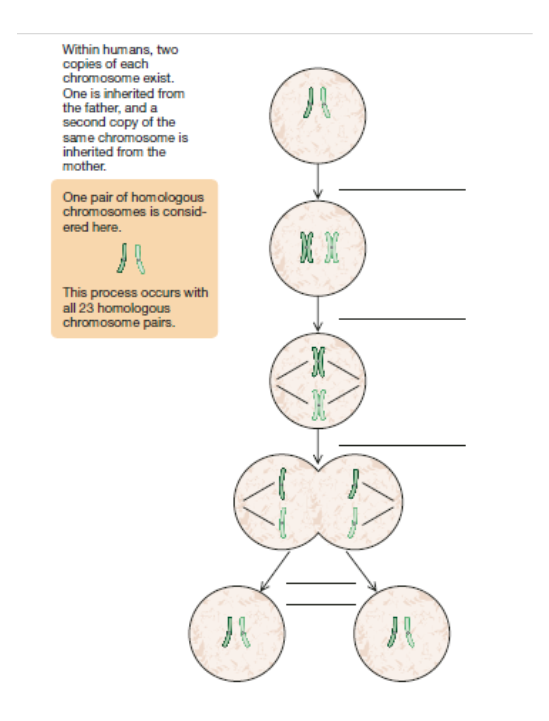 Within humans, two
copies of each
chromosome exist.
One is inherited from
the father, and a
second copy of the
same chromosome is
inherited from the
mother.
One pair of homologous
chromosomes is consid-
ered here.
This process occurs with
all 23 homologous
chromosome pairs.